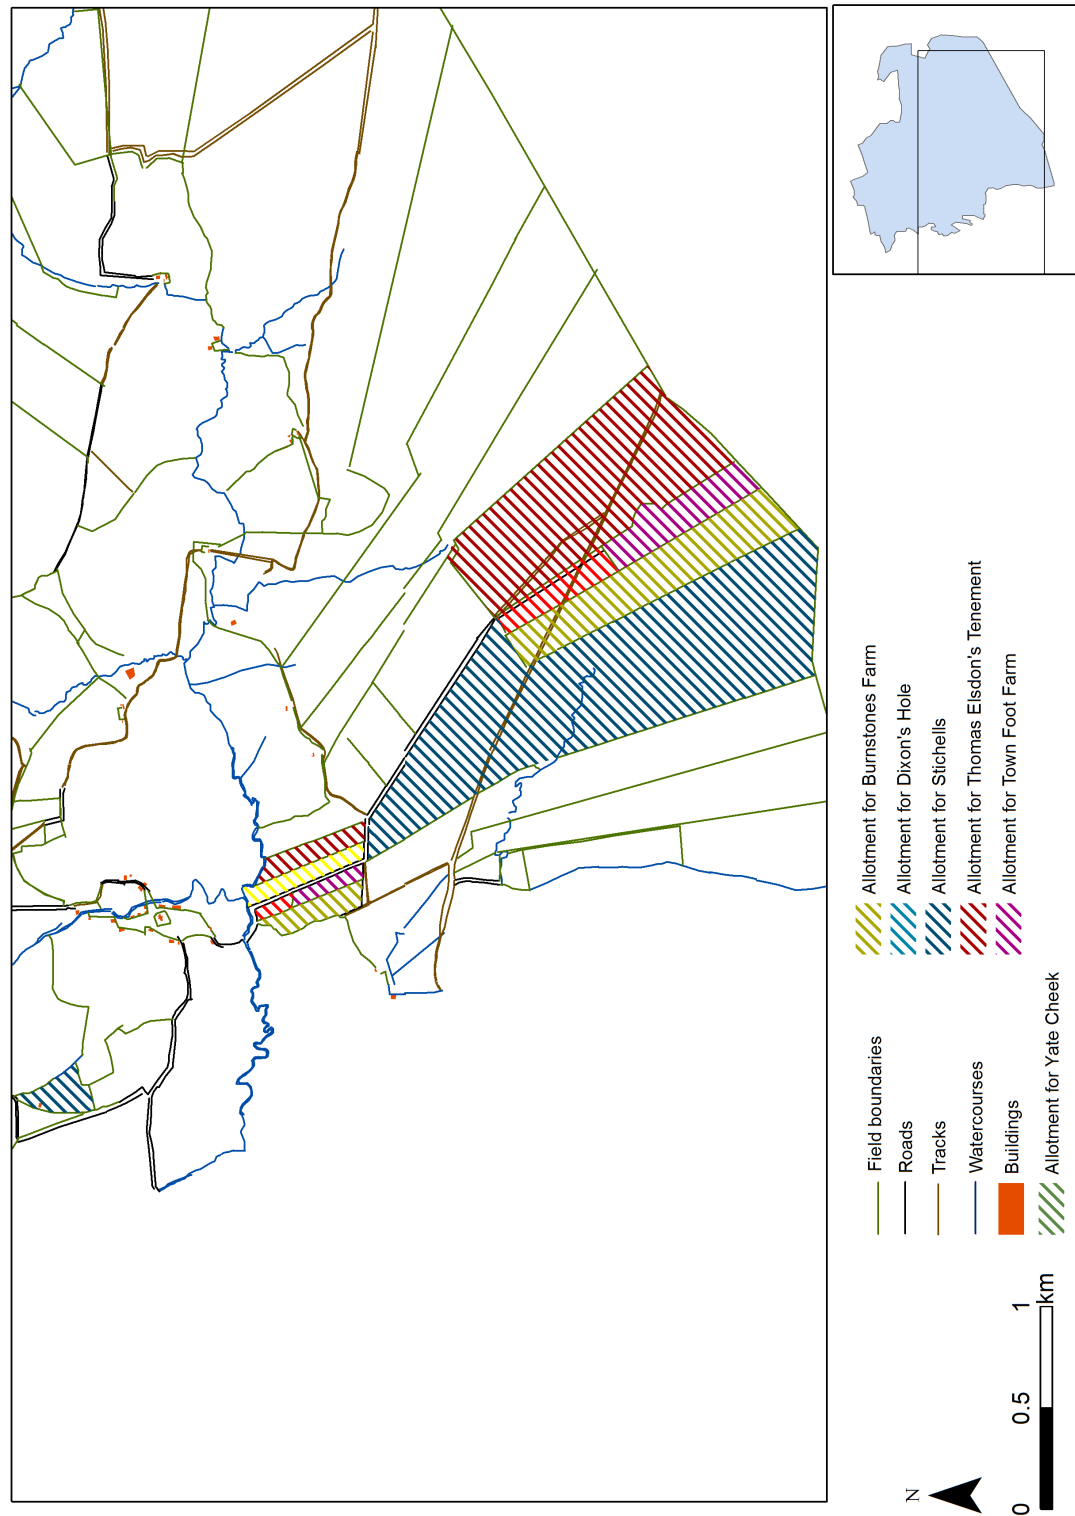 N
0 0.5 1
km
Field boundaries
Roads
Tracks
Watercourses
Buildings
Allotment for Yate Cheek
Allotment for Burnstones Farm
Allotment for Dixon's Hole
Allotment for Stichells
Allotment for Thomas Elsdon's Tenement
Allotment for Town Foot Farm